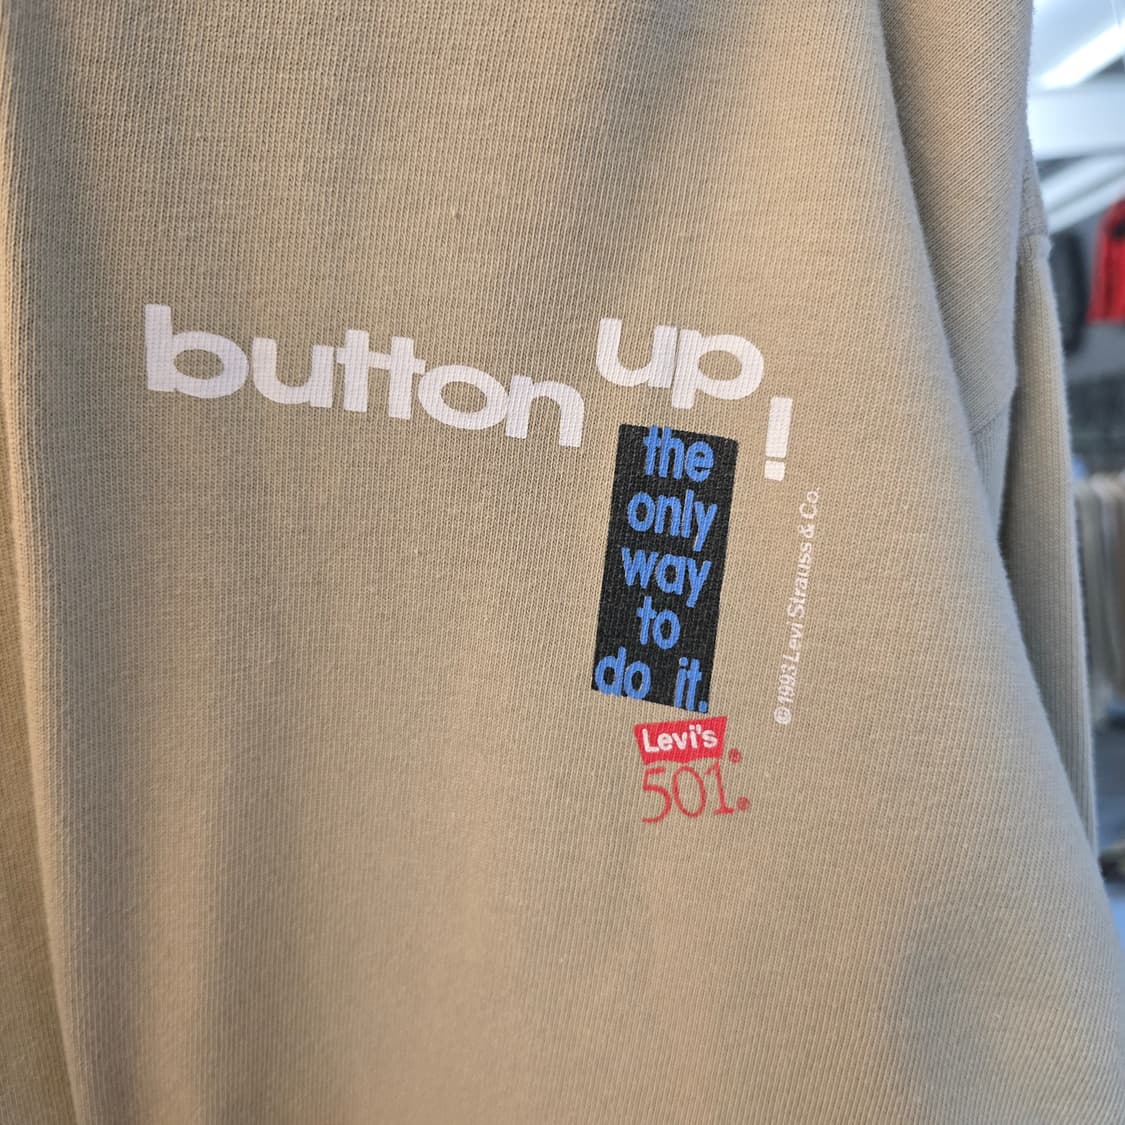 button up!
the
only
way
to
do it.
Levi's
501.®
© 1993 Levi Strauss & Co.